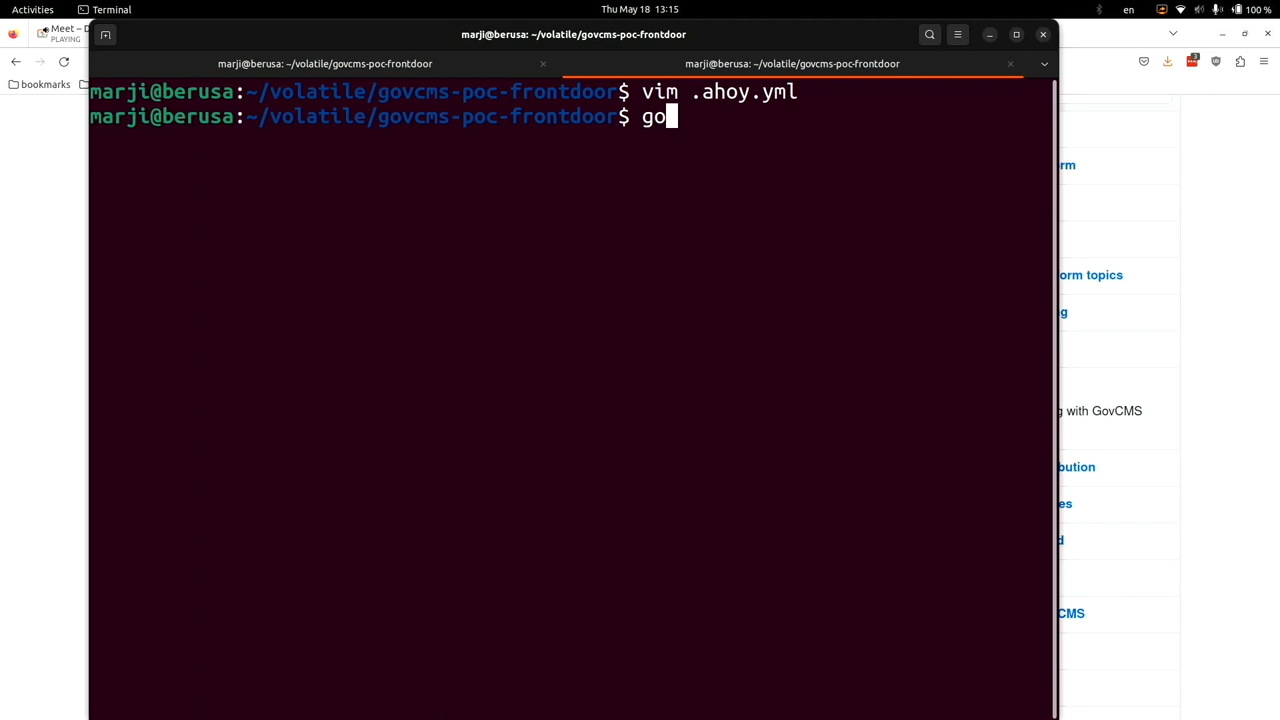 Activities
Terminal
Thu May 18 13:15
en
100 %
Meet – D
PLAYING
marji@berusa: ~/volatile/govcms-poc-frontdoor
bookmarks
marji@berusa: ~/volatile/govcms-poc-frontdoor
marji@berusa: ~/volatile/govcms-poc-frontdoor
marji@berusa:~/volatile/govcms-poc-frontdoor$ vim .ahoy.yml
marji@berusa:~/volatile/govcms-poc-frontdoor$ go
3
rm
orm topics
g
g with GovCMS
bution
es
d
CMS